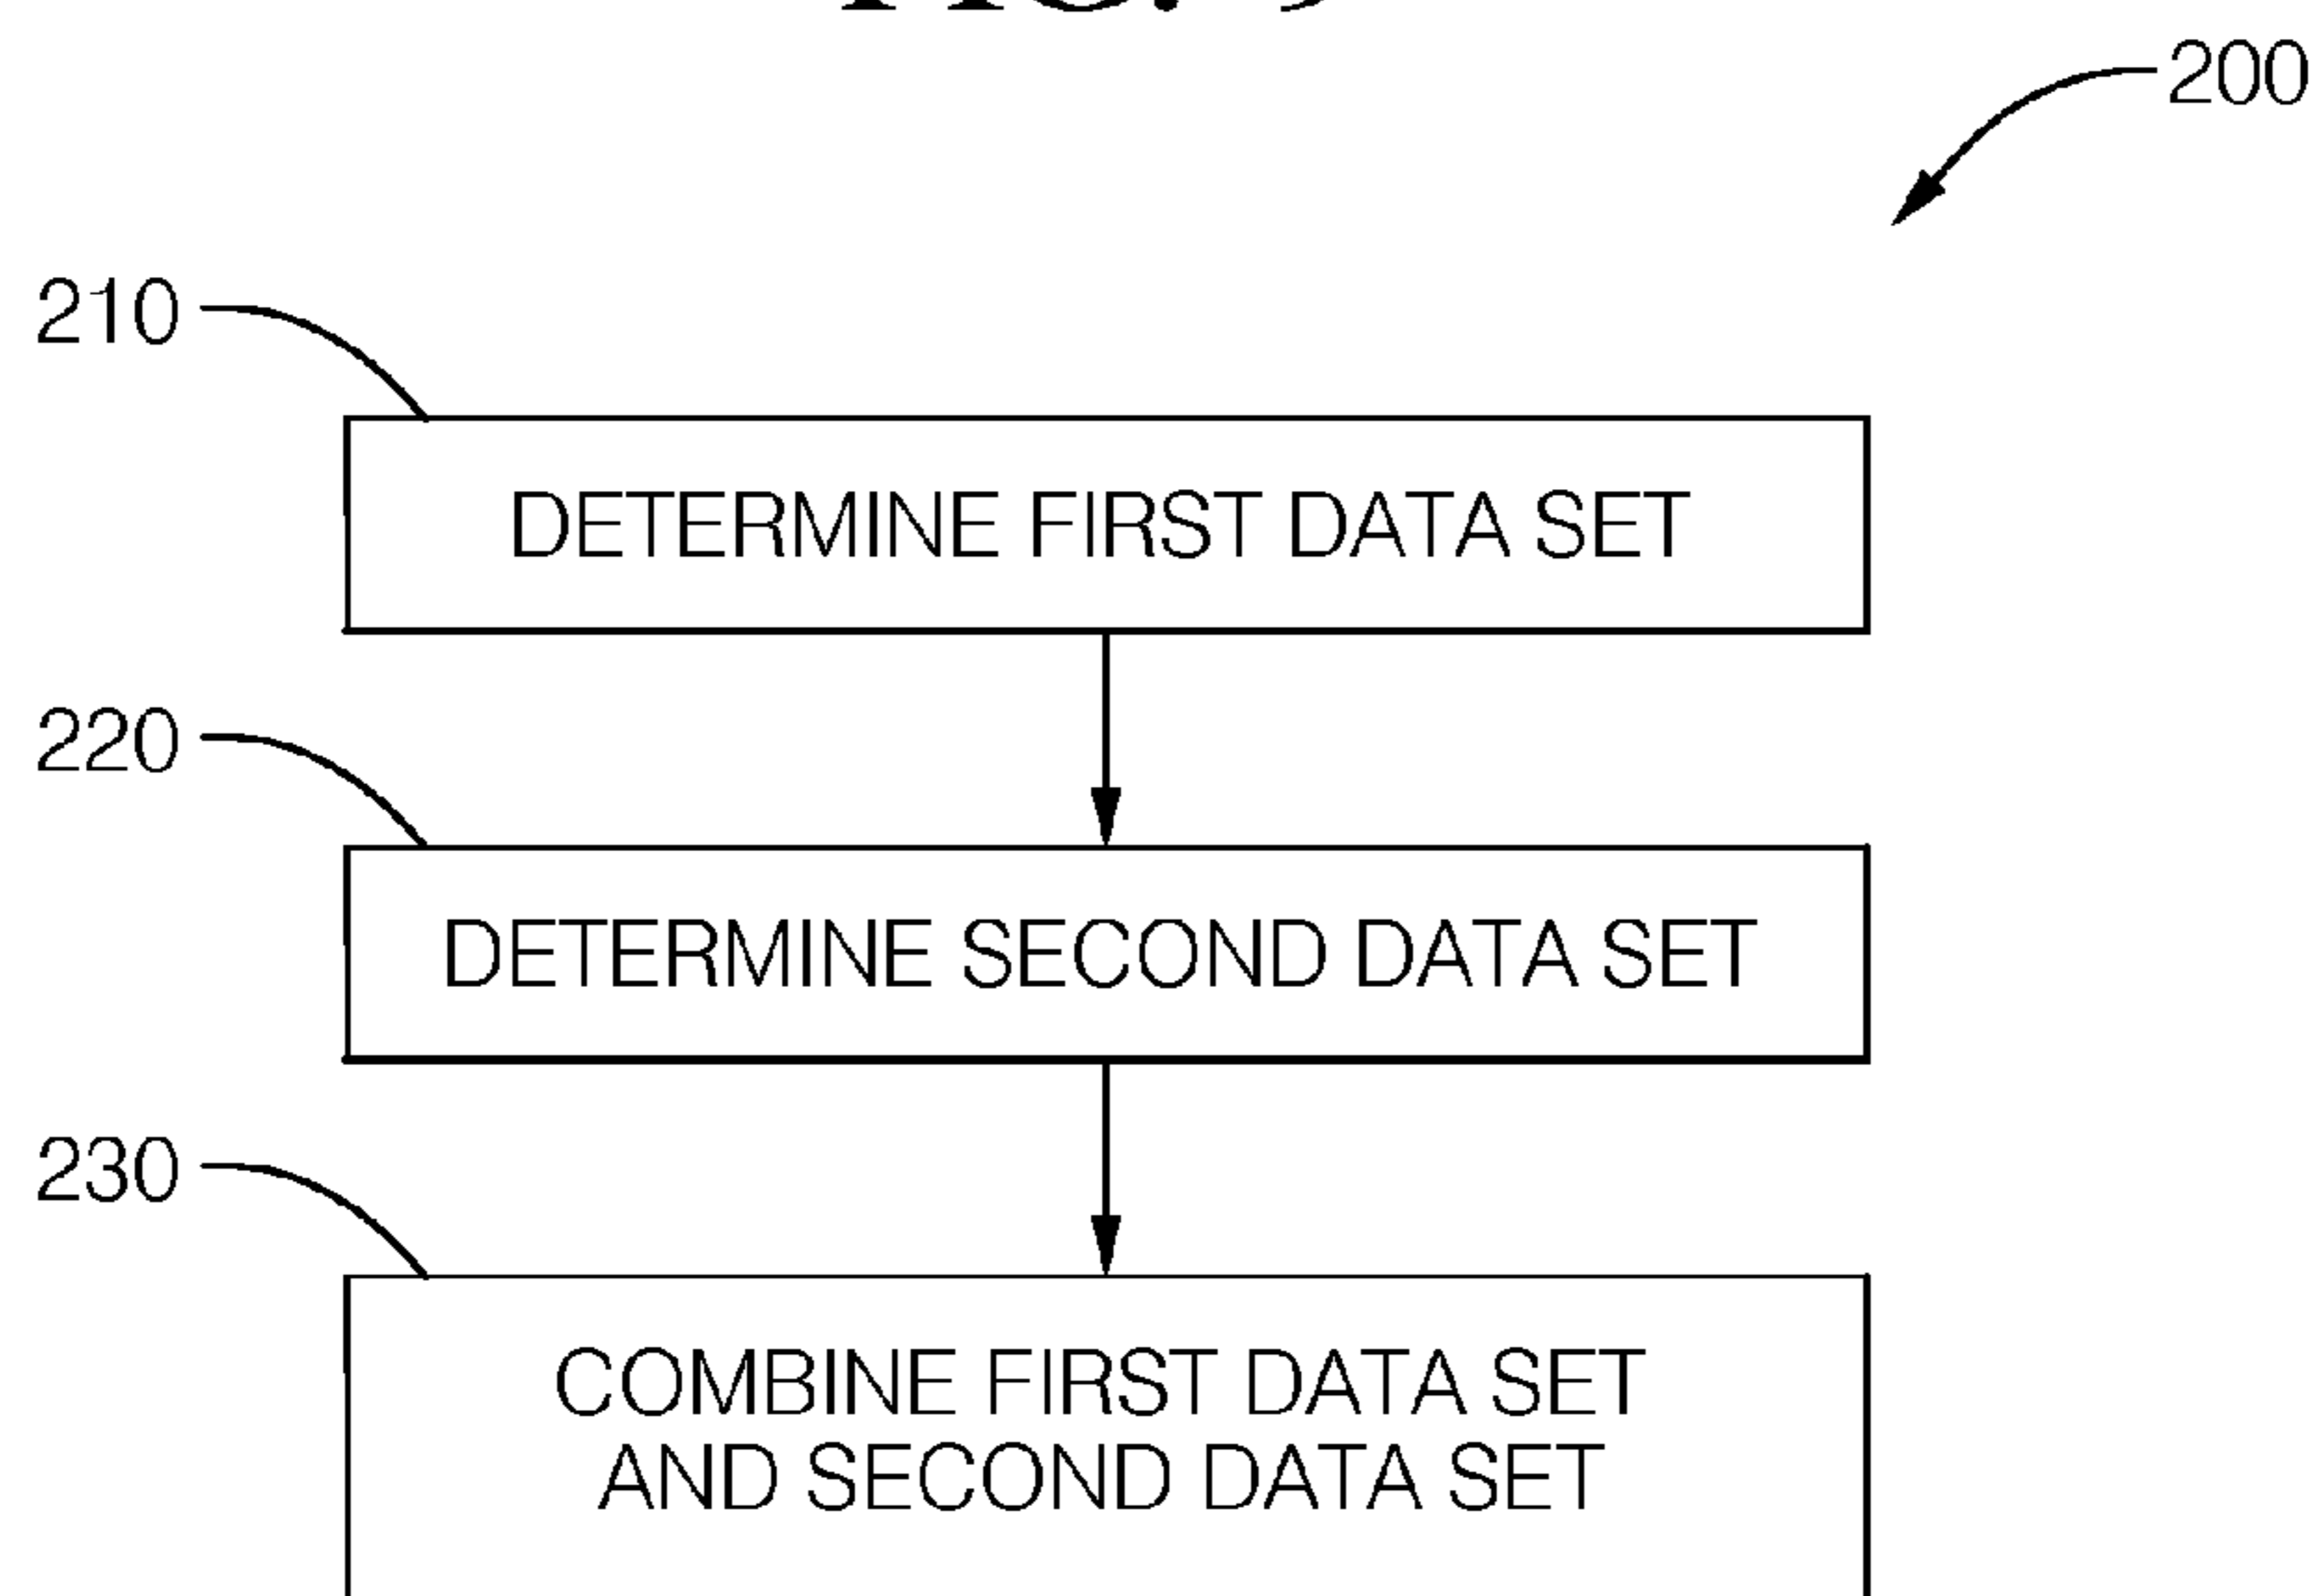 200
210
DETERMINE FIRST DATA SET
220
DETERMINE SECOND DATA SET
230
COMBINE FIRST DATA SET
AND SECOND DATA SET